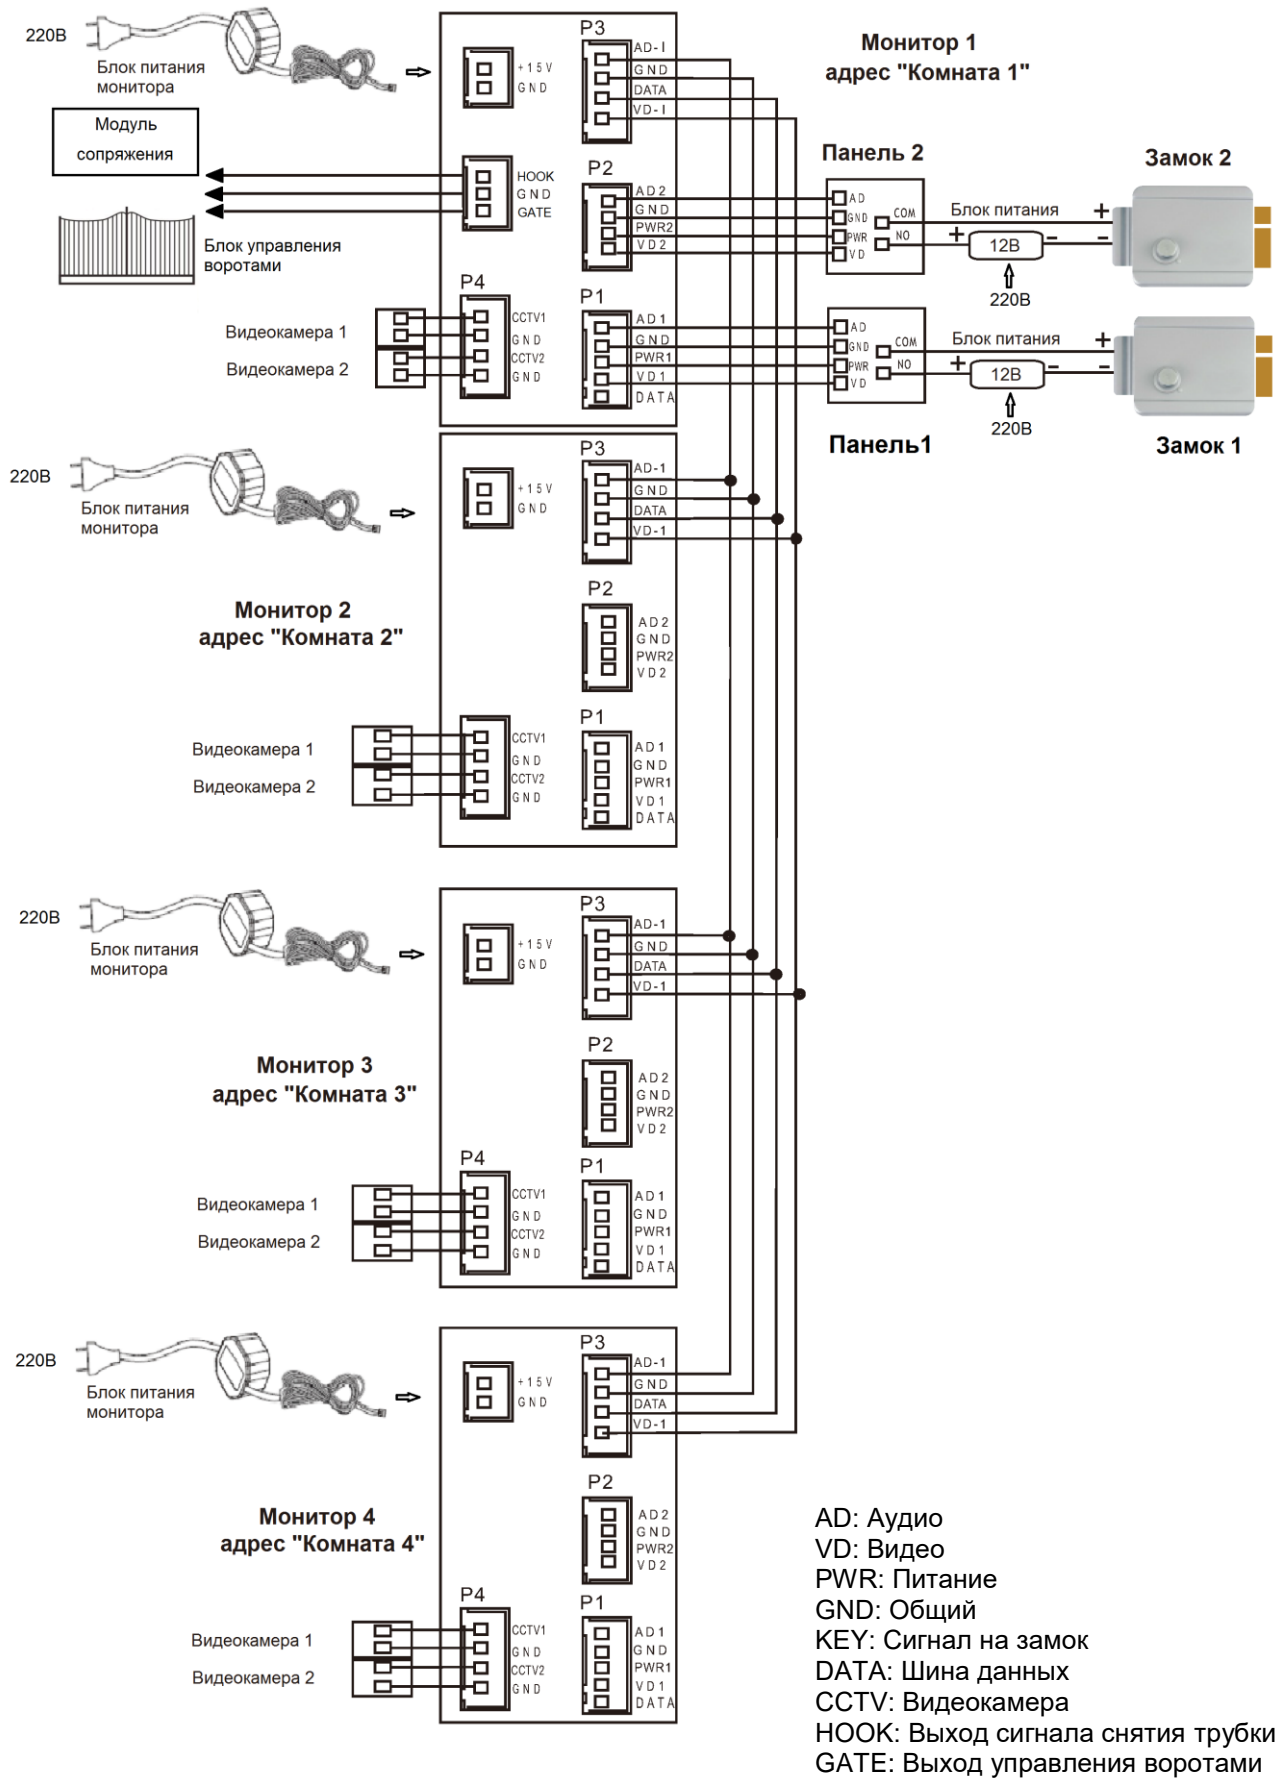 220В
Блок питания
монитора
+15V
GND
P3
AD-I
GND
DATA
VD-I
Монитор 1
адрес "Комната 1"
Модуль
сопряжения
HOOK
GND
GATE
Блок управления
воротами
P2
AD2
GND
PWR2
VD2
Панель 2
AD
GND
PWR
VD
COM
NO
Блок питания
+
+ 12В – –
220В
Замок 2
P4
CCTV1
GND
CCTV2
GND
Видеокамера 1
Видеокамера 2
P1
AD1
GND
PWR1
VD1
DATA
AD
GND
PWR
VD
COM
NO
Панель1
Блок питания
+
+ 12В – –
220В
Замок 1
220В
Блок питания
монитора
+15V
GND
P3
AD-1
GND
DATA
VD-1
Монитор 2
адрес "Комната 2"
P2
AD2
GND
PWR2
VD2
Видеокамера 1
Видеокамера 2
CCTV1
GND
CCTV2
GND
P1
AD1
GND
PWR1
VD1
DATA
220В
Блок питания
монитора
+15V
GND
P3
AD-1
GND
DATA
VD-1
Монитор 3
адрес "Комната 3"
P2
AD2
GND
PWR2
VD2
P4
Видеокамера 1
Видеокамера 2
CCTV1
GND
CCTV2
GND
P1
AD1
GND
PWR1
VD1
DATA
220В
Блок питания
монитора
+15V
GND
P3
AD-1
GND
DATA
VD-1
Монитор 4
адрес "Комната 4"
P2
AD2
GND
PWR2
VD2
P4
Видеокамера 1
Видеокамера 2
CCTV1
GND
CCTV2
GND
P1
AD1
GND
PWR1
VD1
DATA
AD: Аудио
VD: Видео
PWR: Питание
GND: Общий
KEY: Сигнал на замок
DATA: Шина данных
CCTV: Видеокамера
HOOK: Выход сигнала снятия трубки
GATE: Выход управления воротами